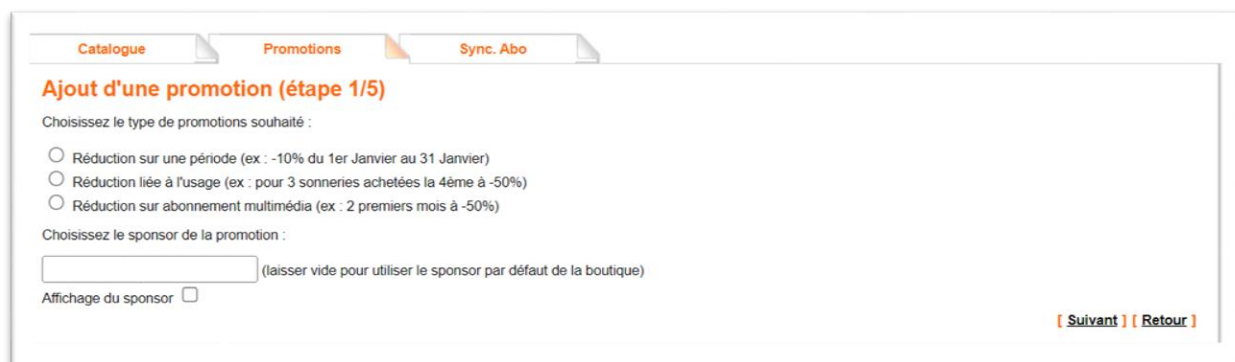 Catalogue Promotions Sync. Abo
Ajout d'une promotion (étape 1/5)
Choisissez le type de promotions souhaité :
Réduction sur une période (ex : -10% du 1er Janvier au 31 Janvier)
Réduction liée à l'usage (ex : pour 3 sonneries achetées la 4ème à -50%)
Réduction sur abonnement multimédia (ex : 2 premiers mois à -50%)
Choisissez le sponsor de la promotion :
(laisser vide pour utiliser le sponsor par défaut de la boutique)
Affichage du sponsor
[ Suivant ] [ Retour ]